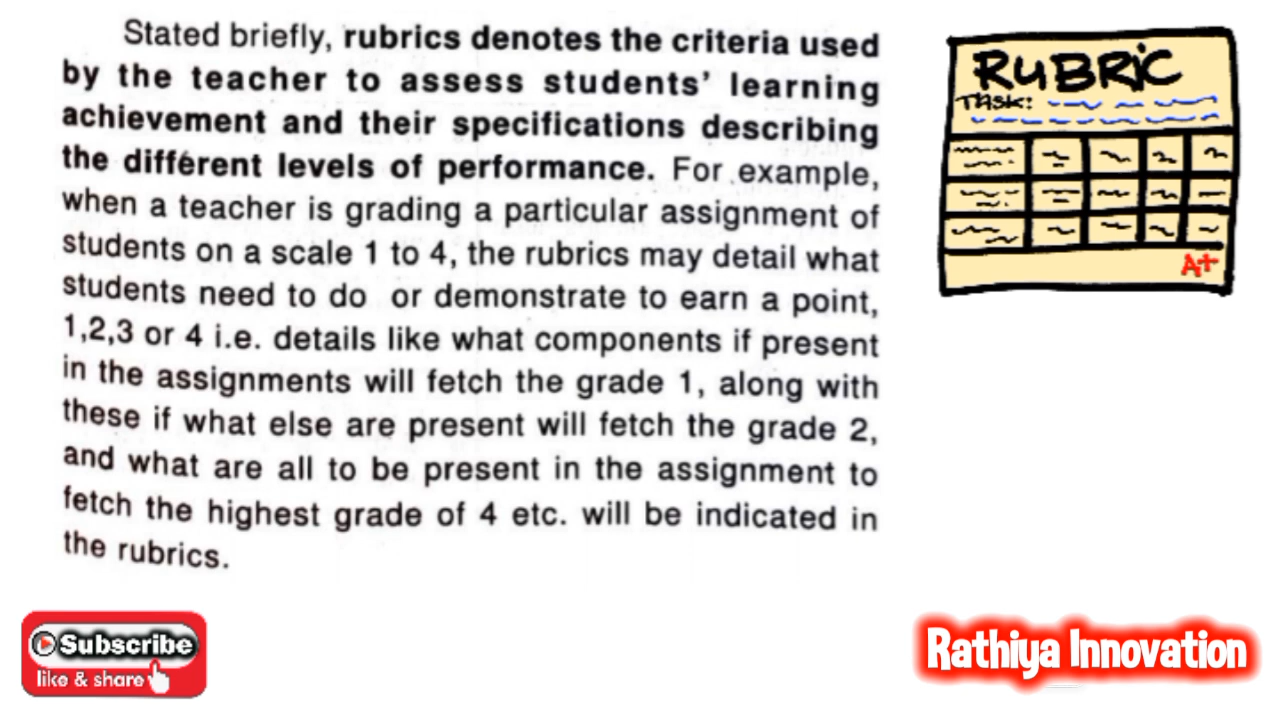 Stated briefly, rubrics denotes the criteria used
by the teacher to assess students' learning
achievement and their specifications describing
the different levels of performance. For example,
when a teacher is grading a particular assignment of
students on a scale 1 to 4, the rubrics may detail what
students need to do or demonstrate to earn a point,
1,2,3 or 4 i.e. details like what components if present
in the assignments will fetch the grade 1, along with
these if what else are present will fetch the grade 2,
and what are all to be present in the assignment to
fetch the highest grade of 4 etc. will be indicated in
the rubrics.
RUBRIC
TASK:
A+
Subscribe
like & share
Rathiya Innovation